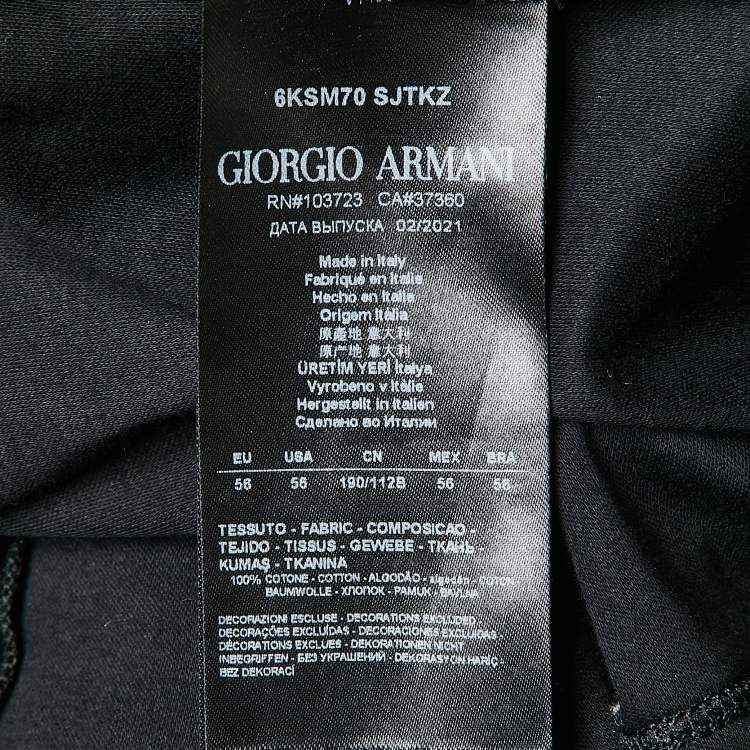 6KSM70 SJTKZ
GIORGIO ARMANI
RN#103723 CA#37360
ДАТА ВЫПУСКА 02/2021
Made in Italy
Fabriqué en Italie
Hecho en Italia
Origem Itália
原產地 意大利
原产地 意大利
ÜRETİM YERİ İtalya
Vyrobeno v Italie
Hergestellt in Italien
Сделано во Италии
EU USA CN MEX BRA
56 56 190/112B 56 56
TESSUTO - FABRIC - COMPOSICAO -
TEJIDO - TISSUS - GEWEBE - ТКАНЬ -
KUMAŞ - TKANINA
100% COTONE - COTTON - ALGODÃO - algodón - COTON
BAUMWOLLE - ХЛОПОК - PAMUK - BAVLNA
DECORAZIONI ESCLUSE - DECORATIONS EXCLUDED
DECORAÇÕES EXCLUÍDAS - DECORACIONES EXCLUIDAS
DÉCORATIONS EXCLUES - DEKORATIONEN NICHT
INBEGRIFFEN - БЕЗ УКРАШЕНИЙ - DEKORASYON HARİÇ -
BEZ DEKORACÍ